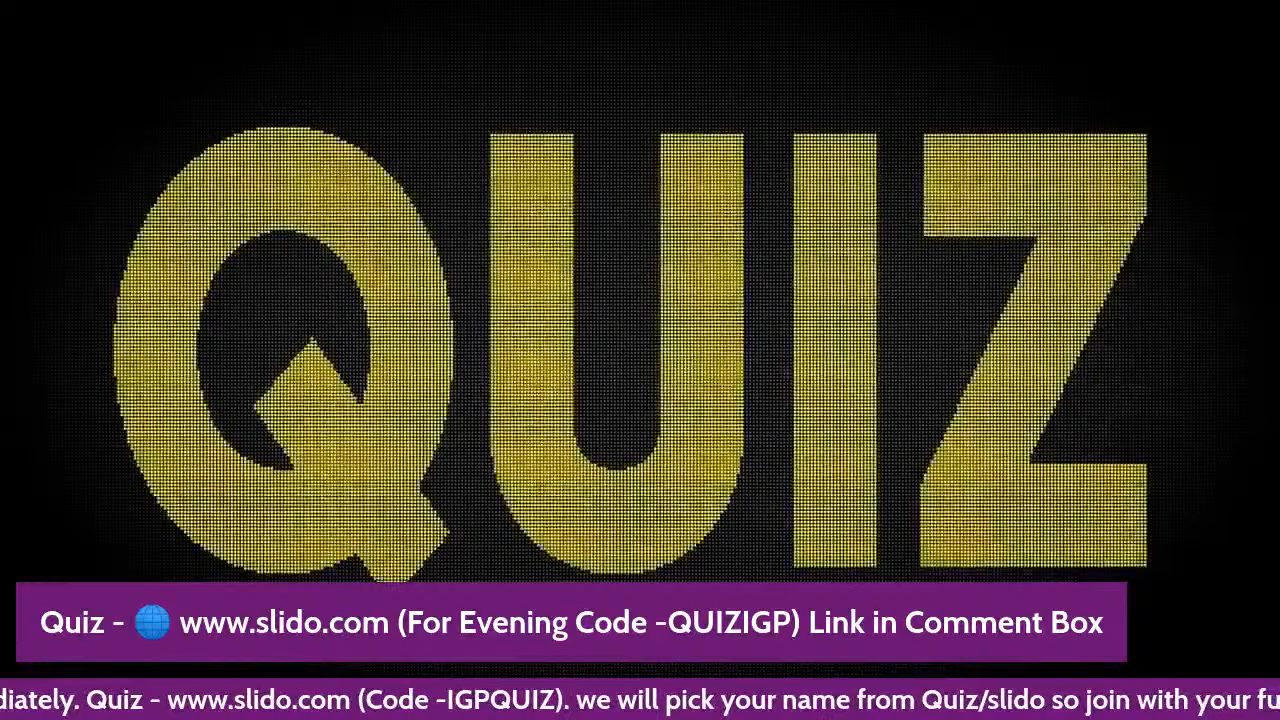 QUIZ
Quiz - 🌐 www.slido.com (For Evening Code -QUIZIGP) Link in Comment Box
diately. Quiz - www.slido.com (Code -IGPQUIZ). we will pick your name from Quiz/slido so join with your fu